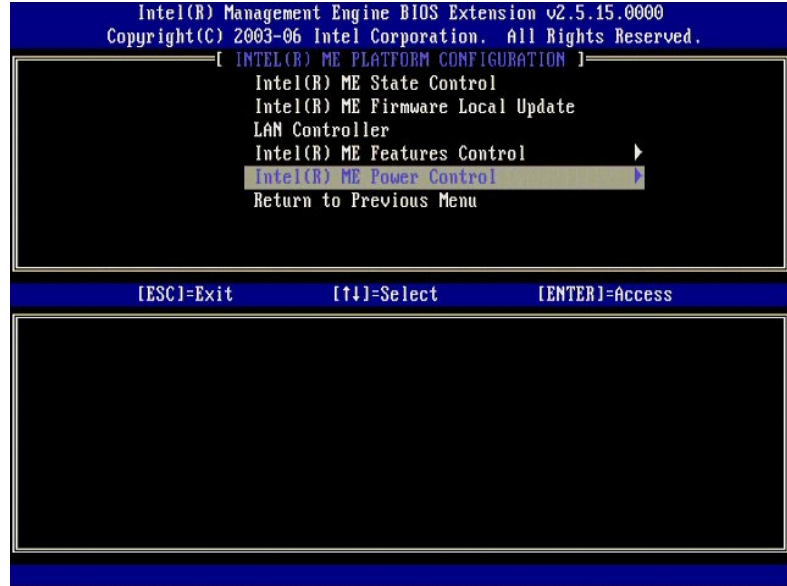 Intel(R) Management Engine BIOS Extension v2.5.15.0000
Copyright(C) 2003-06 Intel Corporation. All Rights Reserved.
[ INTEL(R) ME PLATFORM CONFIGURATION ]
Intel(R) ME State Control
Intel(R) ME Firmware Local Update
LAN Controller
Intel(R) ME Features Control
Intel(R) ME Power Control
Return to Previous Menu
[ESC]=Exit [↑↓]=Select [ENTER]=Access